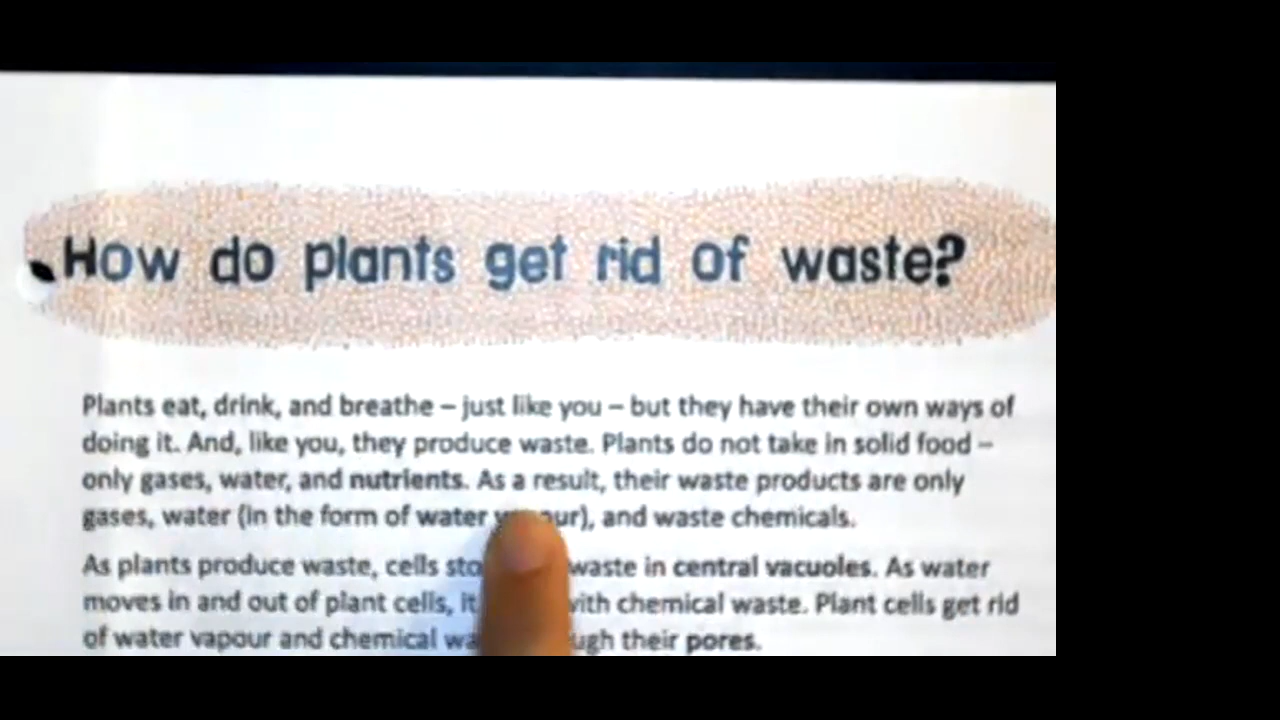 How do plants get rid of waste?
Plants eat, drink, and breathe – just like you – but they have their own ways of
doing it. And, like you, they produce waste. Plants do not take in solid food –
only gases, water, and nutrients. As a result, their waste products are only
gases, water (in the form of water vapour), and waste chemicals.
As plants produce waste, cells waste in central vacuoles. As water
moves in and out of plant cells, it with chemical waste. Plant cells get rid
of water vapour and chemical their pores.